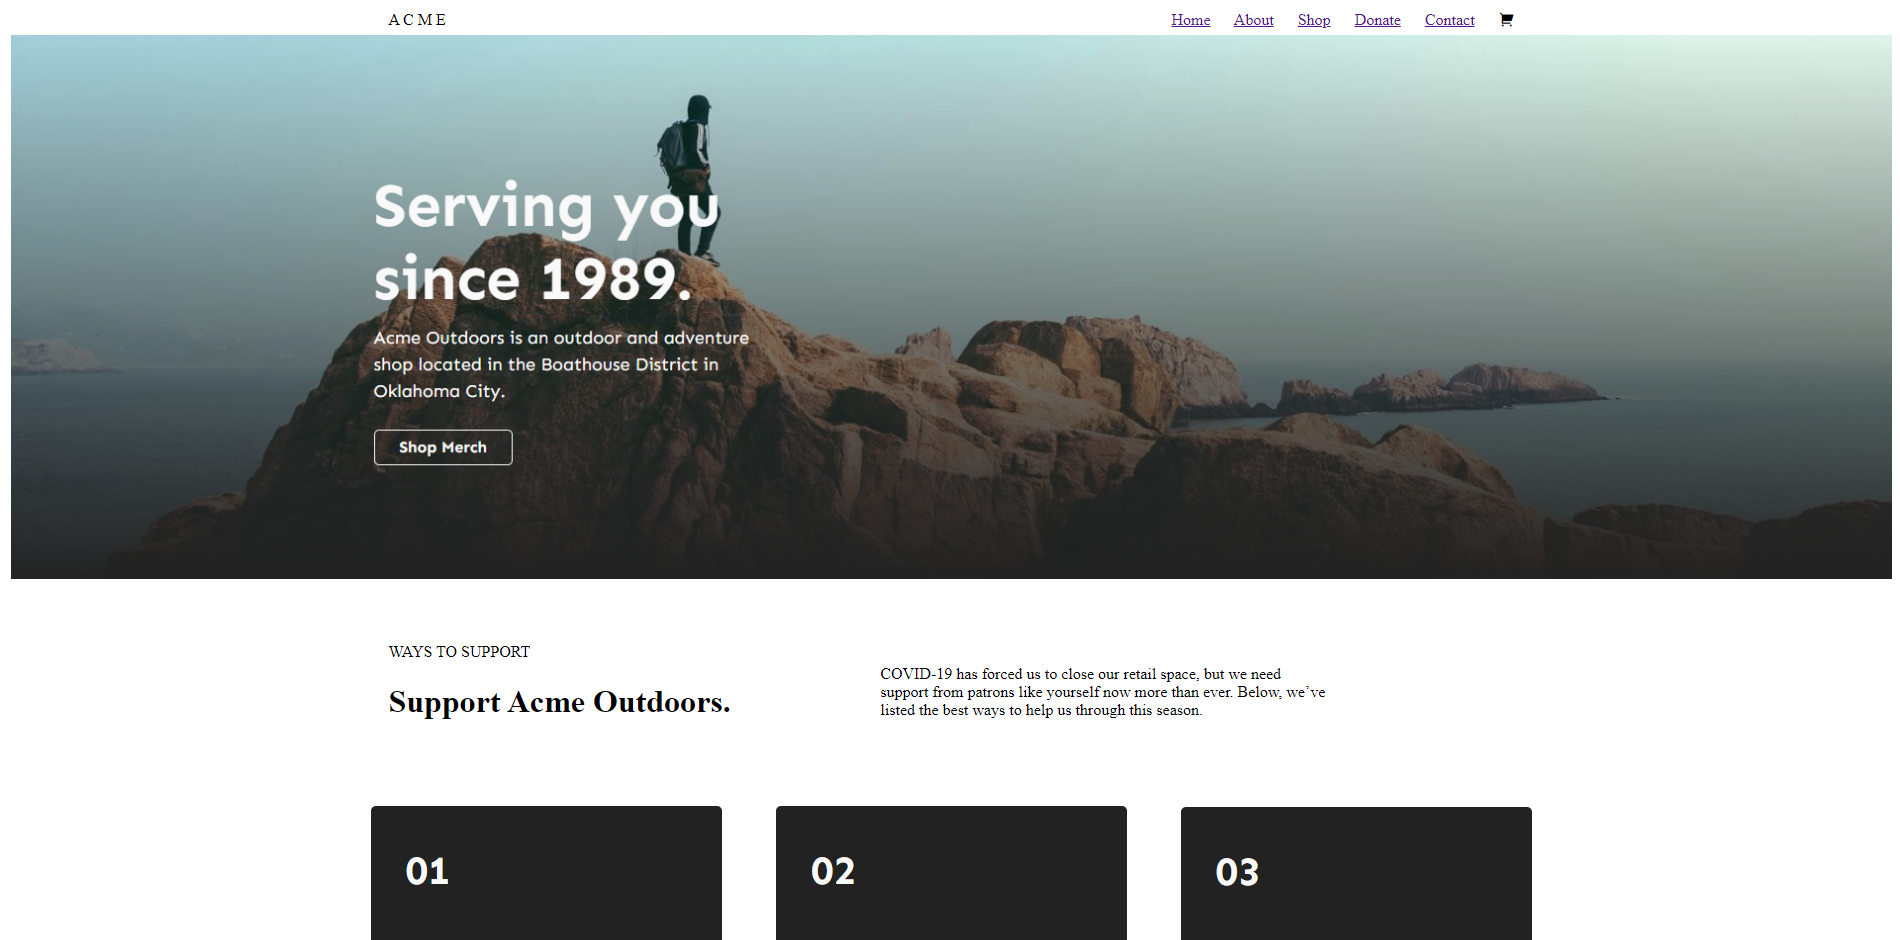 ACME
Home About Shop Donate Contact
Serving you
since 1989.
Acme Outdoors is an outdoor and adventure
shop located in the Boathouse District in
Oklahoma City.
Shop Merch
WAYS TO SUPPORT
Support Acme Outdoors.
COVID-19 has forced us to close our retail space, but we need
support from patrons like yourself now more than ever. Below, we’ve
listed the best ways to help us through this season.
01
02
03